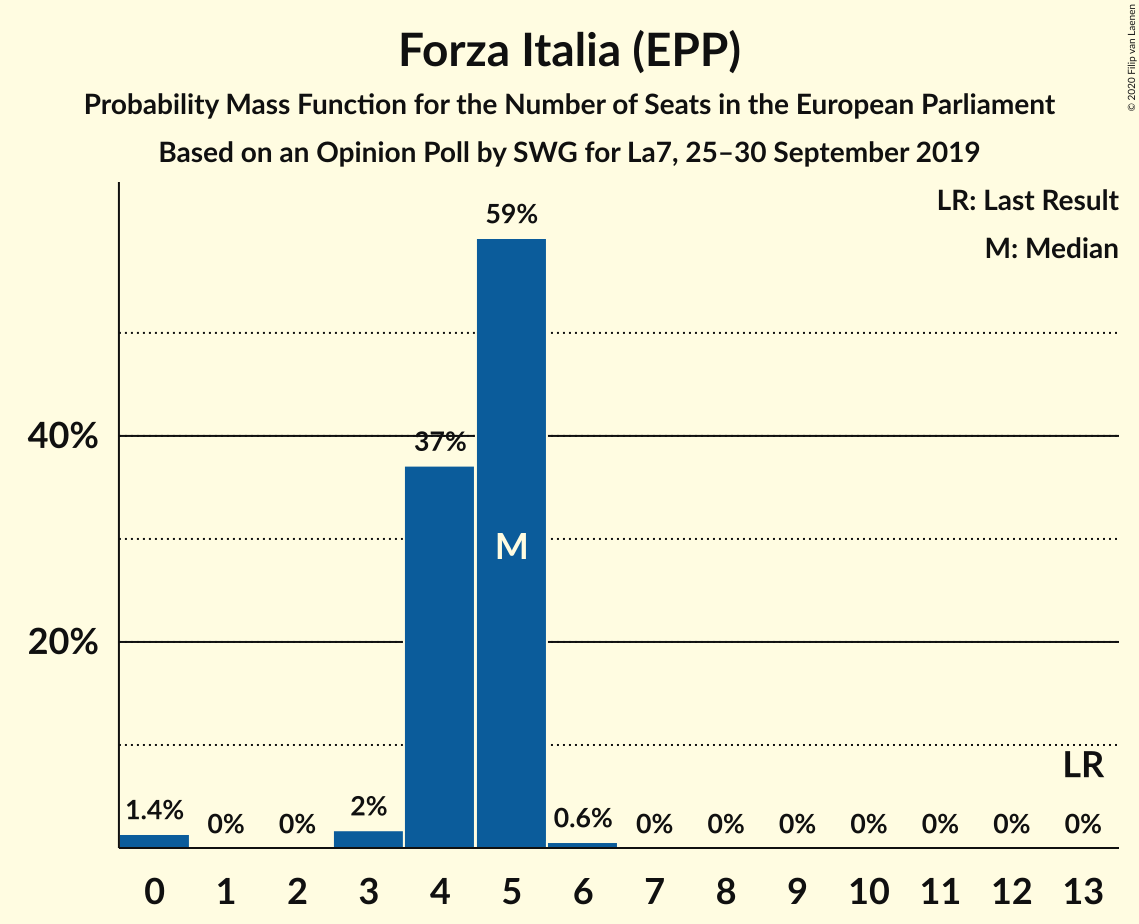 Forza Italia (EPP)
Probability Mass Function for the Number of Seats in the European Parliament
Based on an Opinion Poll by SWG for La7, 25–30 September 2019
© 2020 Filip van Laenen
LR: Last Result
M: Median
59%
40%
37%
M
20%
LR
1.4% 0% 0% 2% 0.6% 0% 0% 0% 0% 0% 0% 0%
0 1 2 3 4 5 6 7 8 9 10 11 12 13